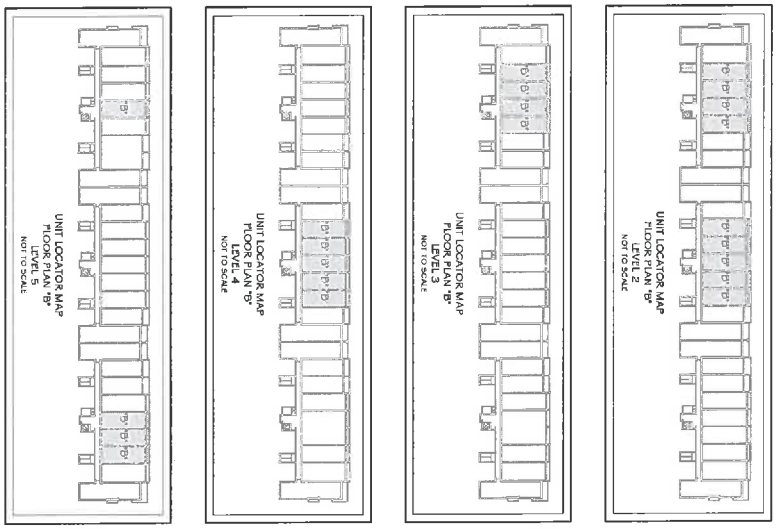 "B" "B" "B" "B" "B" "B" "B" "B" "B"
UNIT LOCATOR MAP
FLOOR PLAN "B"
LEVEL 2
NOT TO SCALE
"B" "B" "B" "B"
UNIT LOCATOR MAP
FLOOR PLAN "B"
LEVEL 3
NOT TO SCALE
"B" "B" "B" "B" "B"
UNIT LOCATOR MAP
FLOOR PLAN "B"
LEVEL 4
NOT TO SCALE
"B" "B" "B" "B"
UNIT LOCATOR MAP
FLOOR PLAN "B"
LEVEL 5
NOT TO SCALE